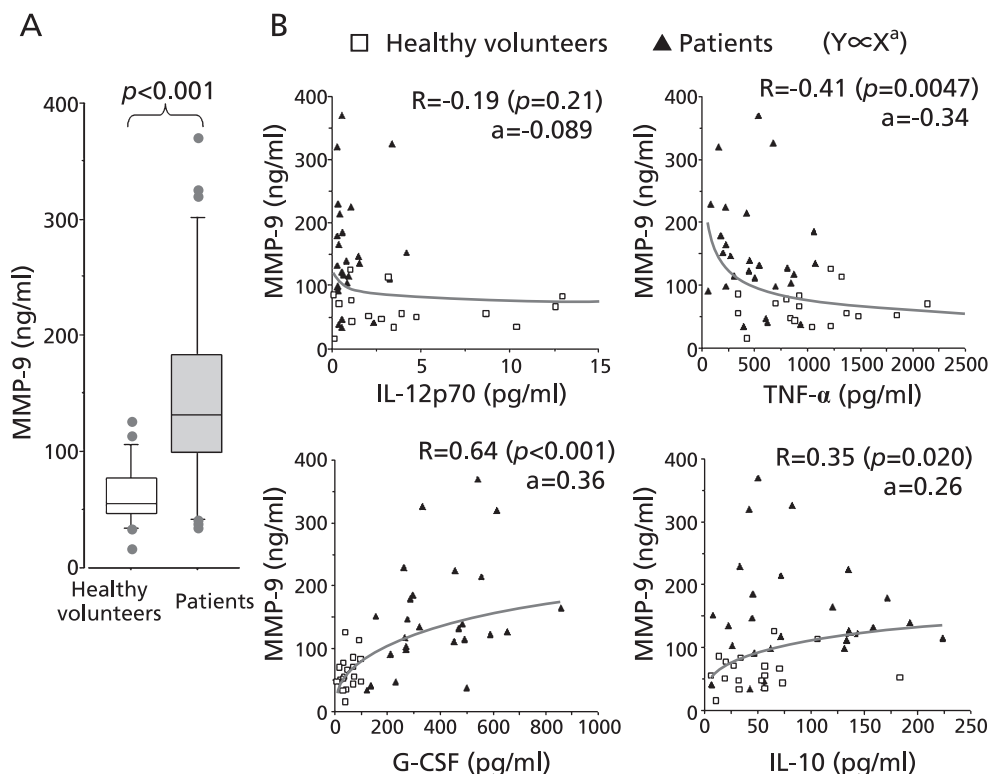 A
p<0.001
MMP-9 (ng/ml)
400
300
200
100
0
Healthy
volunteers
Patients
B
□ Healthy volunteers ▲ Patients (Y∝Xᵃ)
R=-0.19 (p=0.21)
a=-0.089
MMP-9 (ng/ml)
400
300
200
100
0
0 5 10 15
IL-12p70 (pg/ml)
R=-0.41 (p=0.0047)
a=-0.34
MMP-9 (ng/ml)
400
300
200
100
0
0 500 1000 1500 2000 2500
TNF-α (pg/ml)
R=0.64 (p<0.001)
a=0.36
MMP-9 (ng/ml)
400
300
200
100
0
0 200 400 600 800 1000
G-CSF (pg/ml)
R=0.35 (p=0.020)
a=0.26
MMP-9 (ng/ml)
400
300
200
100
0
0 50 100 150 200 250
IL-10 (pg/ml)